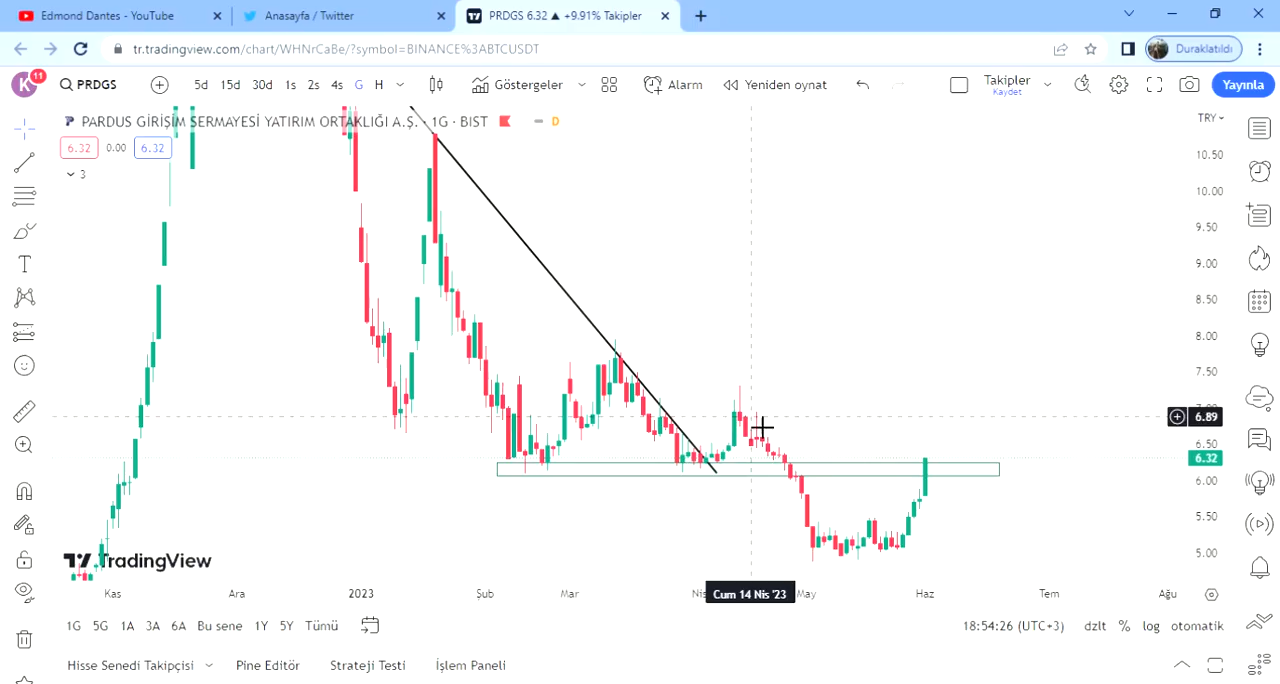 Edmond Dantes - YouTube
Anasayfa / Twitter
PRDGS 6.32 ▲ +9.91% Takipler
tr.tradingview.com/chart/WHNrCaBe/?symbol=BINANCE%3ABTCUSDT
Duraklatıldı
K 11
PRDGS
5d 15d 30d 1s 2s 4s G H
Göstergeler
Alarm
Yeniden oynat
Takipler
Kaydet
Yayınla
PARDUS GİRİŞİM SERMAYESİ YATIRIM ORTAKLIĞI A.Ş. · 1G · BIST
D
TRY
6.32 0.00 6.32
3
10.50
10.00
9.50
9.00
8.50
8.00
7.50
6.89
6.50
6.32
6.00
5.50
5.00
TradingView
Kas Ara 2023 Şub Mar Nis Cum 14 Nis '23 May Haz Tem Ağu
1G 5G 1A 3A 6A Bu sene 1Y 5Y Tümü
18:54:26 (UTC+3) dzlt % log otomatik
Hisse Senedi Takipçisi Pine Editör Strateji Testi İşlem Paneli